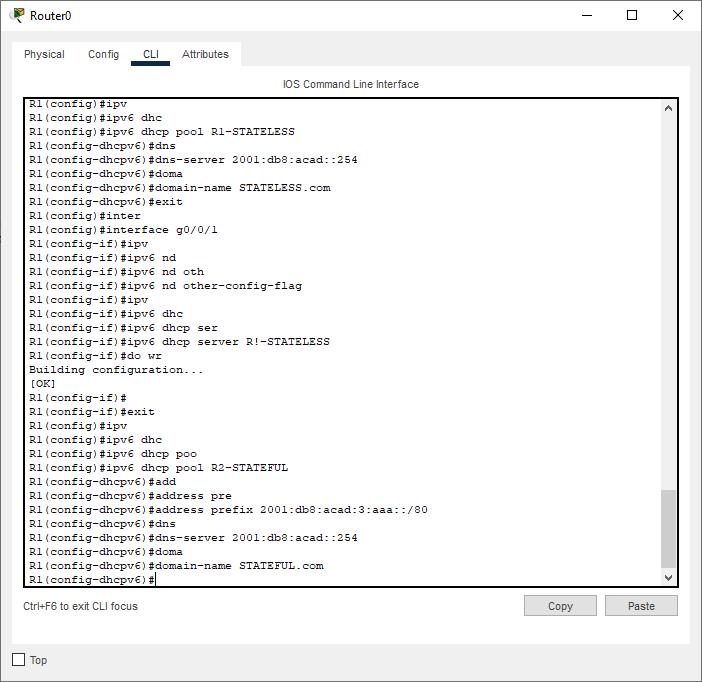 Router0
Physical Config CLI Attributes
IOS Command Line Interface
R1(config)#ipv
R1(config)#ipv6 dhc
R1(config)#ipv6 dhcp pool R1-STATELESS
R1(config-dhcpv6)#dns
R1(config-dhcpv6)#dns-server 2001:db8:acad::254
R1(config-dhcpv6)#doma
R1(config-dhcpv6)#domain-name STATELESS.com
R1(config-dhcpv6)#exit
R1(config)#inter
R1(config)#interface g0/0/1
R1(config-if)#ipv
R1(config-if)#ipv6 nd
R1(config-if)#ipv6 nd oth
R1(config-if)#ipv6 nd other-config-flag
R1(config-if)#ipv
R1(config-if)#ipv6 dhc
R1(config-if)#ipv6 dhcp ser
R1(config-if)#ipv6 dhcp server R!-STATELESS
R1(config-if)#do wr
Building configuration...
[OK]
R1(config-if)#
R1(config-if)#exit
R1(config)#ipv
R1(config)#ipv6 dhc
R1(config)#ipv6 dhcp poo
R1(config)#ipv6 dhcp pool R2-STATEFUL
R1(config-dhcpv6)#add
R1(config-dhcpv6)#address pre
R1(config-dhcpv6)#address prefix 2001:db8:acad:3:aaa::/80
R1(config-dhcpv6)#dns
R1(config-dhcpv6)#dns-server 2001:db8:acad::254
R1(config-dhcpv6)#doma
R1(config-dhcpv6)#domain-name STATEFUL.com
R1(config-dhcpv6)#
Ctrl+F6 to exit CLI focus
Copy Paste
Top